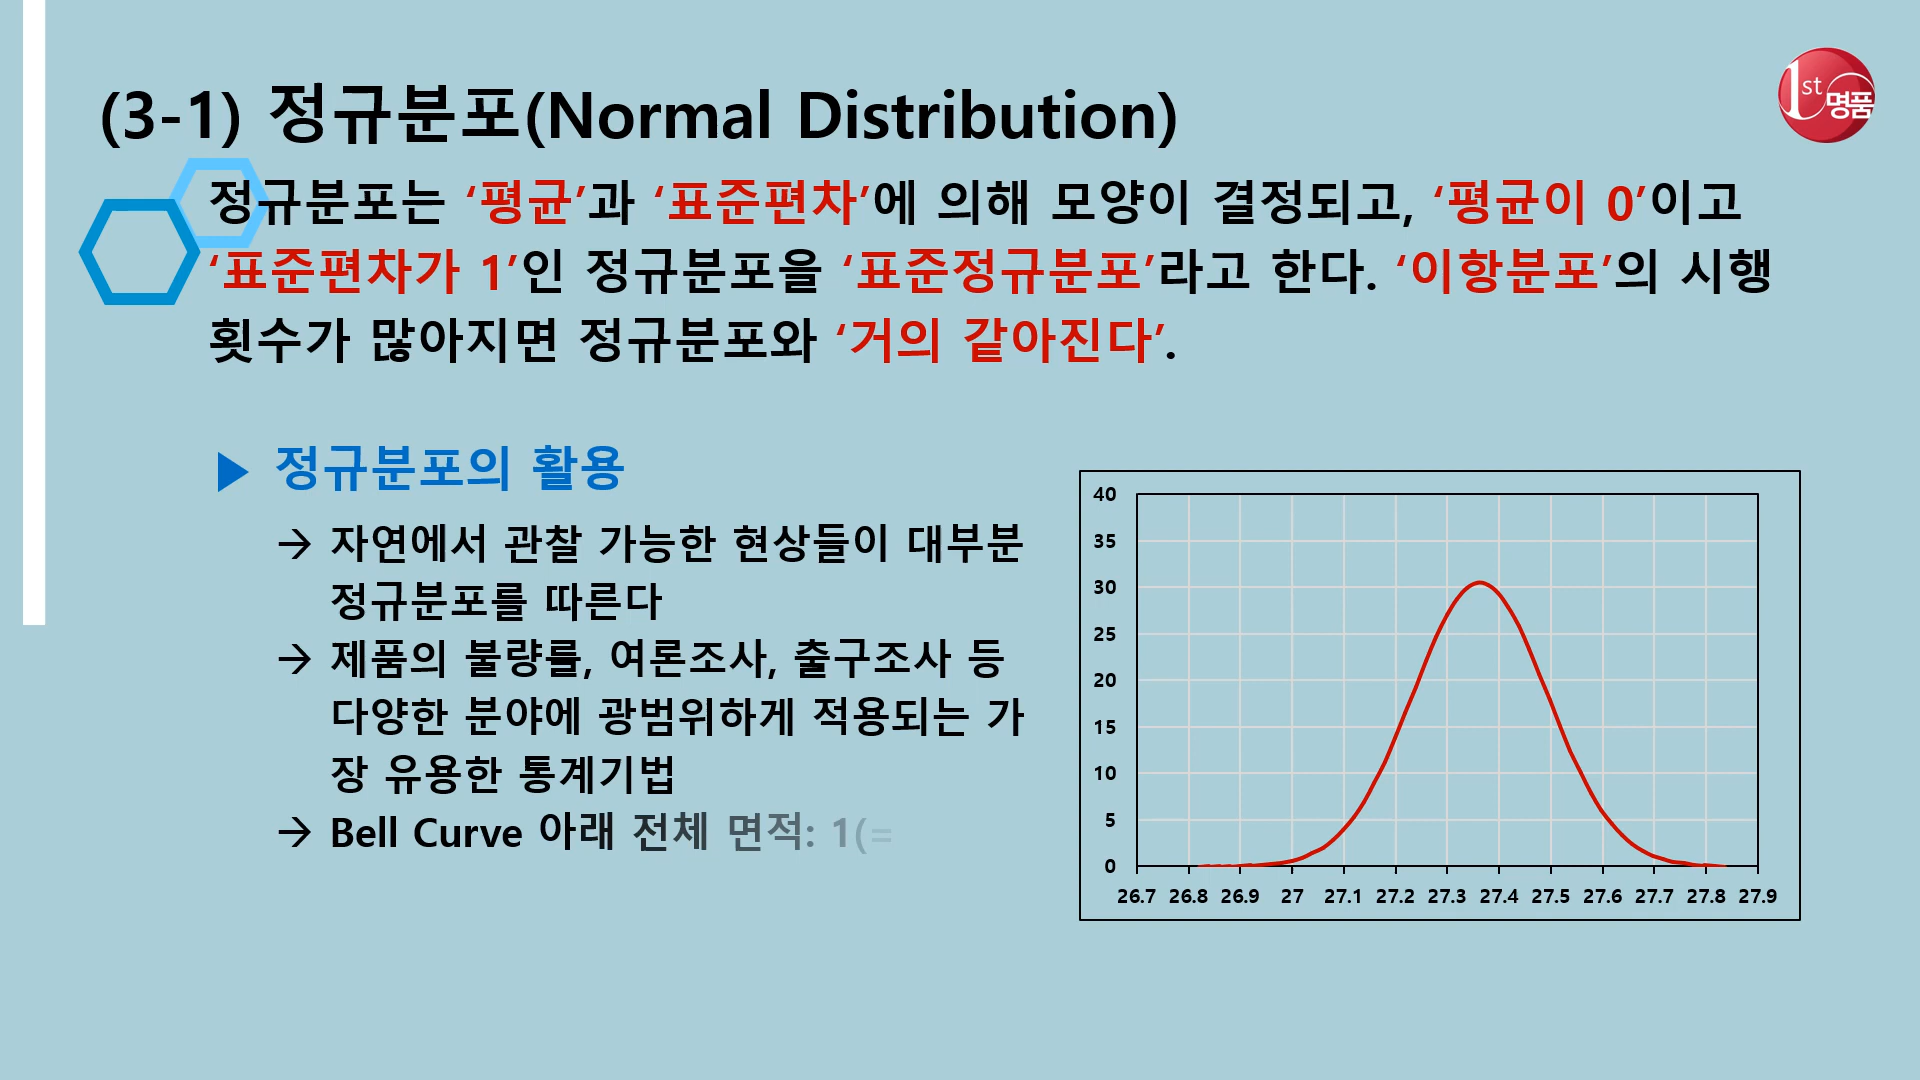 (3-1) 정규분포(Normal Distribution)
1st
명품
정규분포는 ‘평균’과 ‘표준편차’에 의해 모양이 결정되고, ‘평균이 0’이고
‘표준편차가 1’인 정규분포을 ‘표준정규분포’라고 한다. ‘이항분포’의 시행
횟수가 많아지면 정규분포와 ‘거의 같아진다’.
▶ 정규분포의 활용
→ 자연에서 관찰 가능한 현상들이 대부분
정규분포를 따른다
→ 제품의 불량률, 여론조사, 출구조사 등
다양한 분야에 광범위하게 적용되는 가
장 유용한 통계기법
→ Bell Curve 아래 전체 면적: 1(=
40
35
30
25
20
15
10
5
0
26.7 26.8 26.9 27 27.1 27.2 27.3 27.4 27.5 27.6 27.7 27.8 27.9